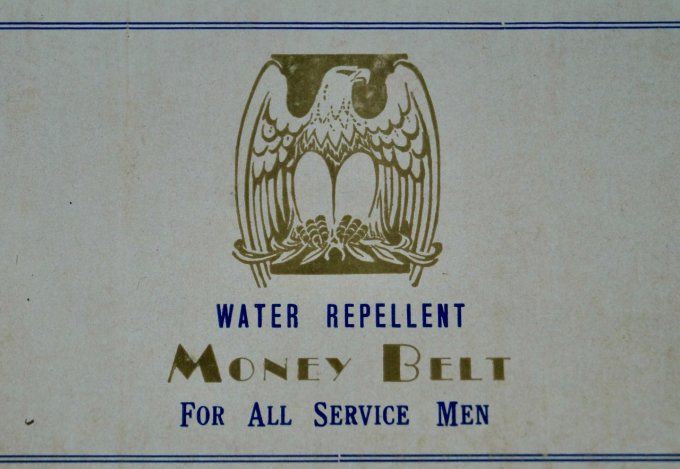 WATER REPELLENT
MONEY BELT
FOR ALL SERVICE MEN